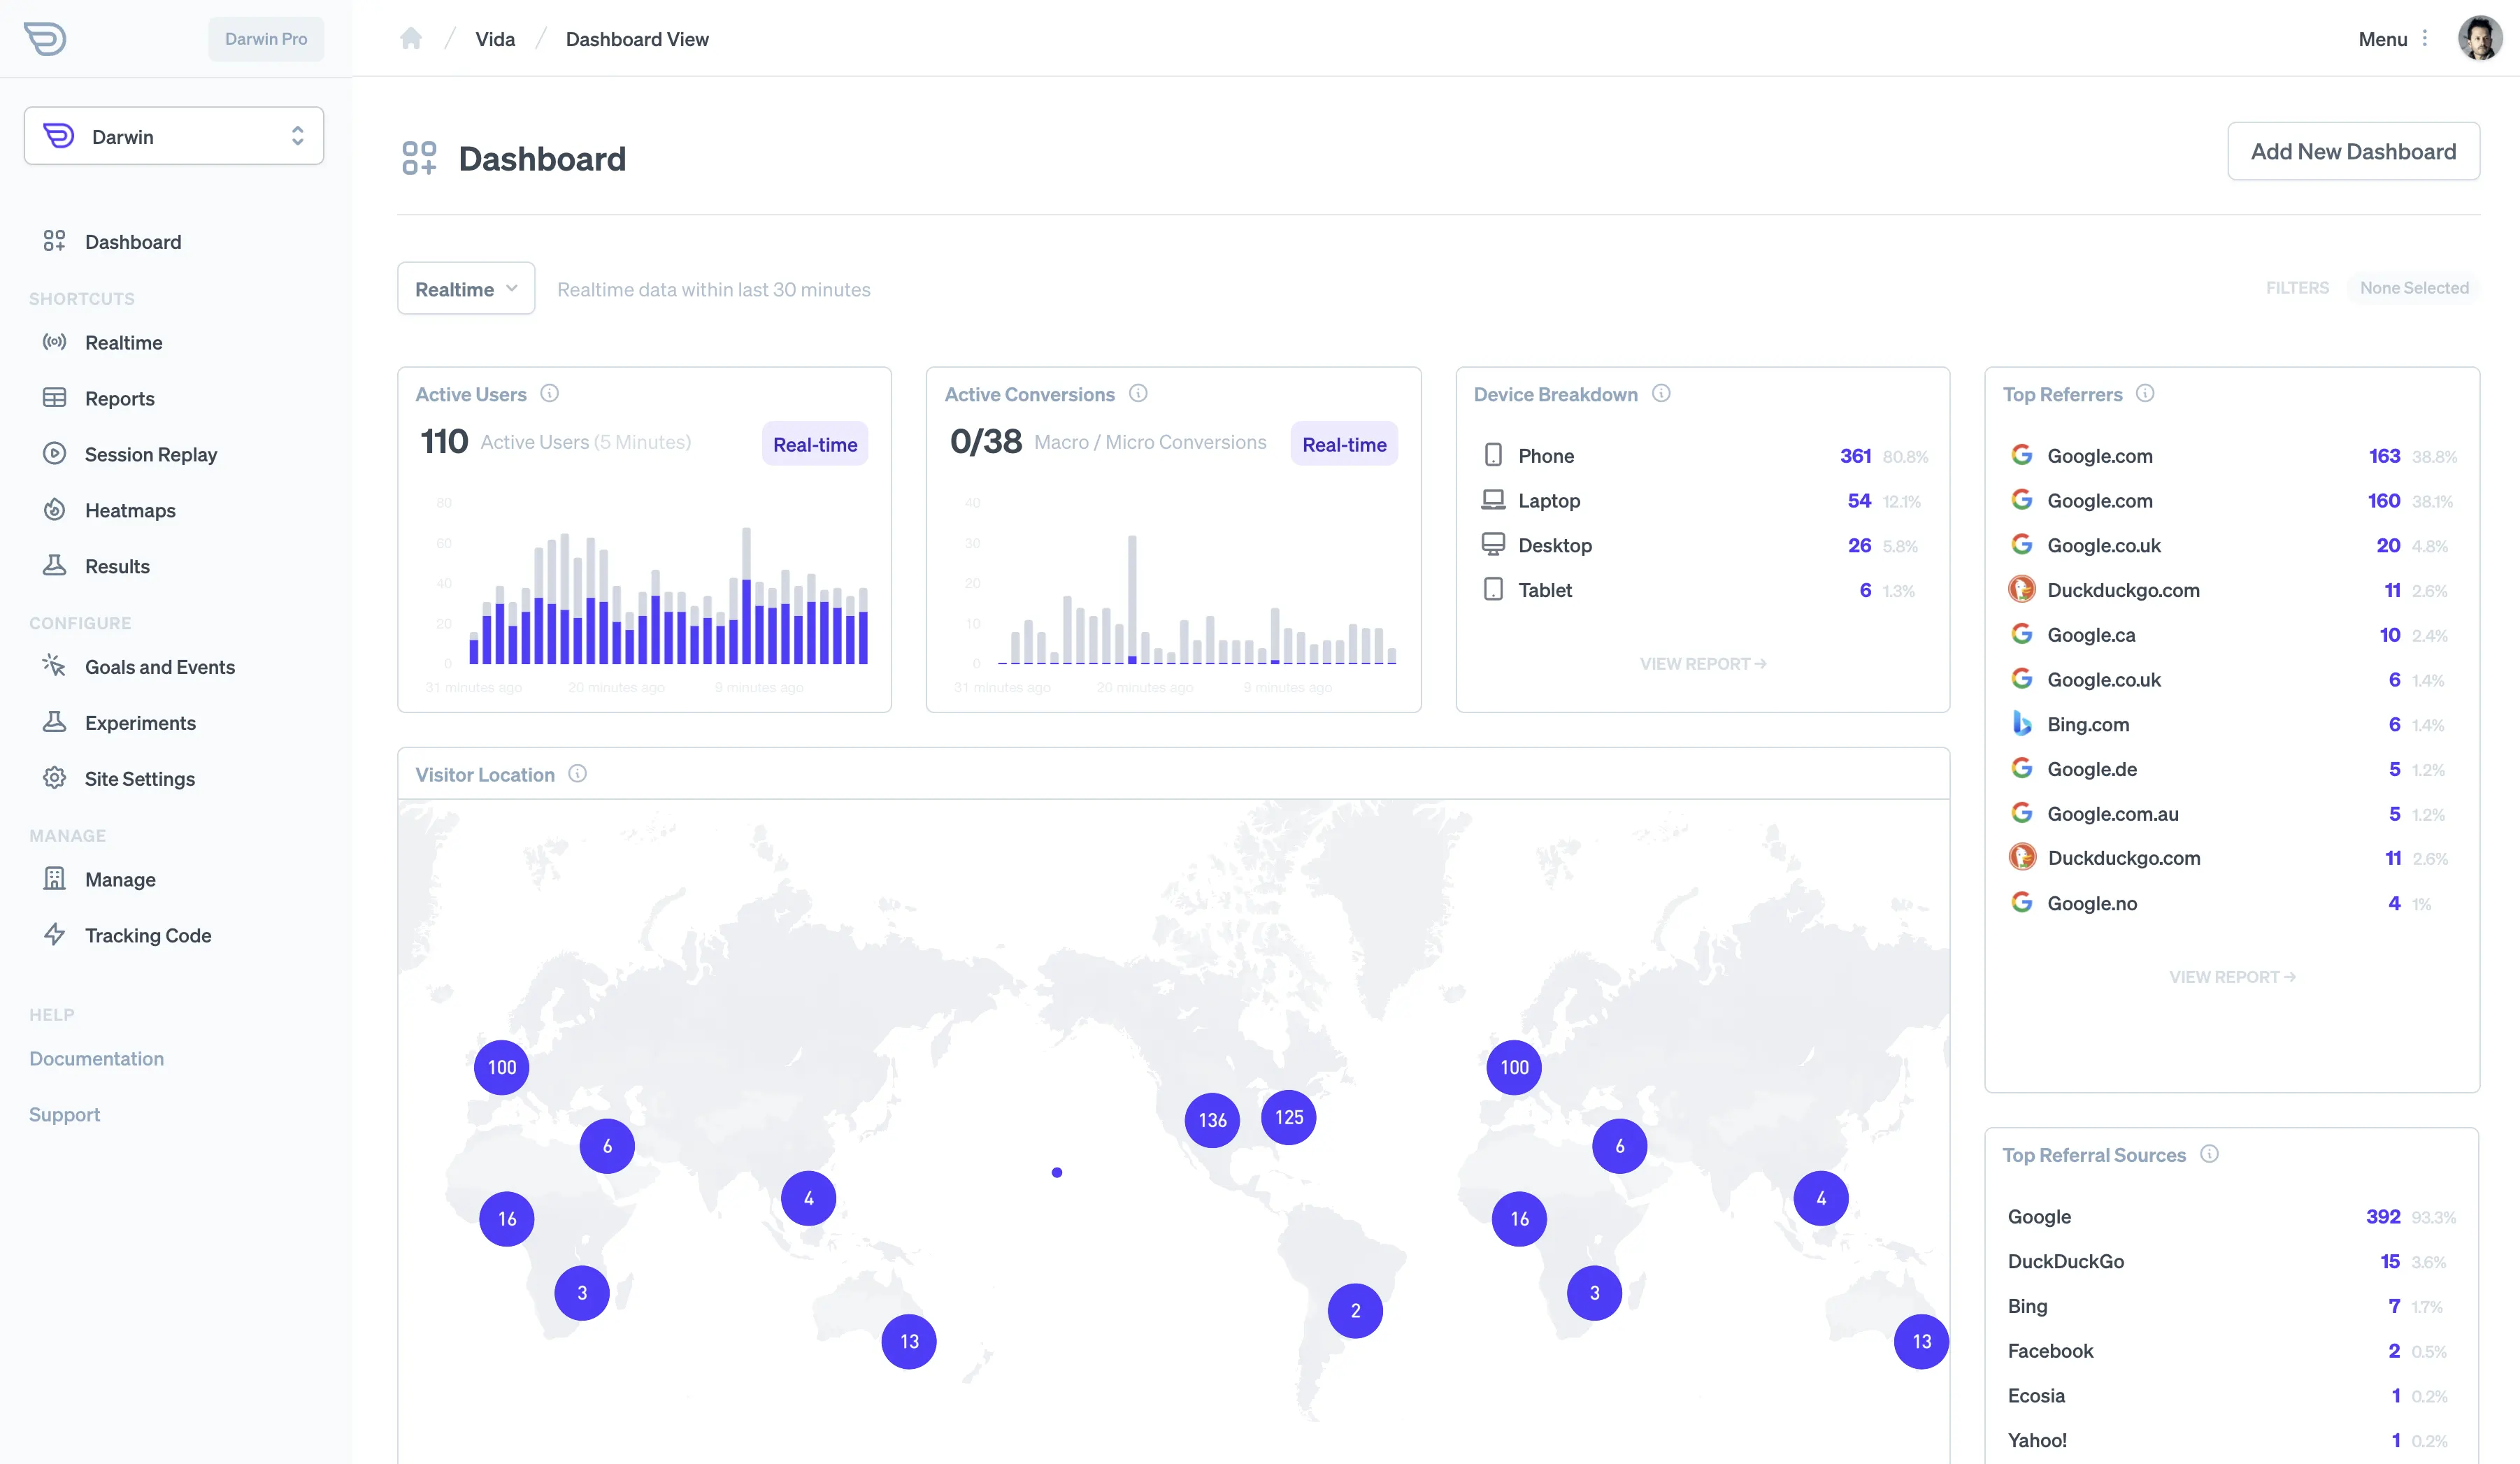 Darwin Pro
Vida
Dashboard View
Menu
Darwin
Dashboard
SHORTCUTS
Realtime
Reports
Session Replay
Heatmaps
Results
CONFIGURE
Goals and Events
Experiments
Site Settings
MANAGE
Manage
Tracking Code
HELP
Documentation
Support
Dashboard
Add New Dashboard
Realtime
Realtime data within last 30 minutes
FILTERS
None Selected
Active Users
110 Active Users (5 Minutes)
Real-time
80
60
40
20
0
31 minutes ago 20 minutes ago 9 minutes ago
Active Conversions
0/38 Macro / Micro Conversions
Real-time
40
30
20
10
0
31 minutes ago 20 minutes ago 9 minutes ago
Device Breakdown
Phone 361 80.8%
Laptop 54 12.1%
Desktop 26 5.8%
Tablet 6 1.3%
VIEW REPORT →
Top Referrers
Google.com 163 38.8%
Google.com 160 38.1%
Google.co.uk 20 4.8%
Duckduckgo.com 11 2.6%
Google.ca 10 2.4%
Google.co.uk 6 1.4%
Bing.com 6 1.4%
Google.de 5 1.2%
Google.com.au 5 1.2%
Duckduckgo.com 11 2.6%
Google.no 4 1%
VIEW REPORT →
Visitor Location
100
100
136
125
6
6
4
4
16
16
3
3
2
13
13
Top Referral Sources
Google 392 93.3%
DuckDuckGo 15 3.6%
Bing 7 1.7%
Facebook 2 0.5%
Ecosia 1 0.2%
Yahoo! 1 0.2%